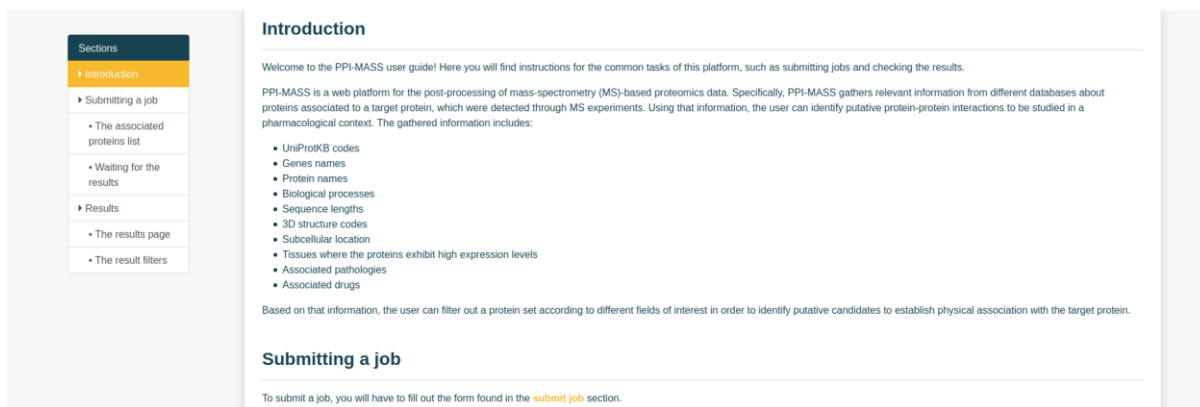 Sections
Introduction
Submitting a job
• The associated
proteins list
• Waiting for the
results
Results
• The results page
• The result filters
Introduction
Welcome to the PPI-MASS user guide! Here you will find instructions for the common tasks of this platform, such as submitting jobs and checking the results.
PPI-MASS is a web platform for the post-processing of mass-spectrometry (MS)-based proteomics data. Specifically, PPI-MASS gathers relevant information from different databases about
proteins associated to a target protein, which were detected through MS experiments. Using that information, the user can identify putative protein-protein interactions to be studied in a
pharmacological context. The gathered information includes:
• UniProtKB codes
• Genes names
• Protein names
• Biological processes
• Sequence lengths
• 3D structure codes
• Subcellular location
• Tissues where the proteins exhibit high expression levels
• Associated pathologies
• Associated drugs
Based on that information, the user can filter out a protein set according to different fields of interest in order to identify putative candidates to establish physical association with the target protein.
Submitting a job
To submit a job, you will have to fill out the form found in the submit job section.